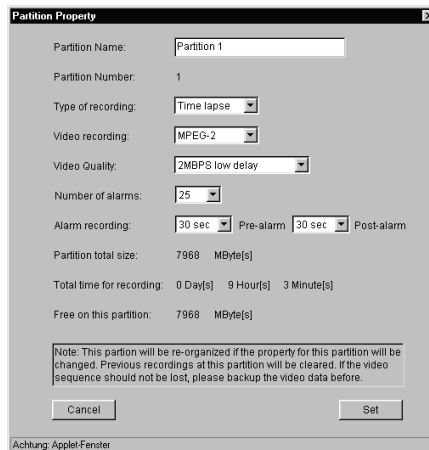 Partition Property
Partition Name: Partition 1
Partition Number: 1
Type of recording: Time lapse
Video recording: MPEG-2
Video Quality: 2MBPS low delay
Number of alarms: 25
Alarm recording: 30 sec Pre-alarm 30 sec Post-alarm
Partition total size: 7968 MByte[s]
Total time for recording: 0 Day[s] 9 Hour[s] 3 Minute[s]
Free on this partition: 7968 MByte[s]
Note: This partion will be re-organized if the property for this partition will be
changed. Previous recordings at this partition will be cleared. If the video
sequence should not be lost, please backup the video data before.
Cancel Set
Achtung: Applet-Fenster